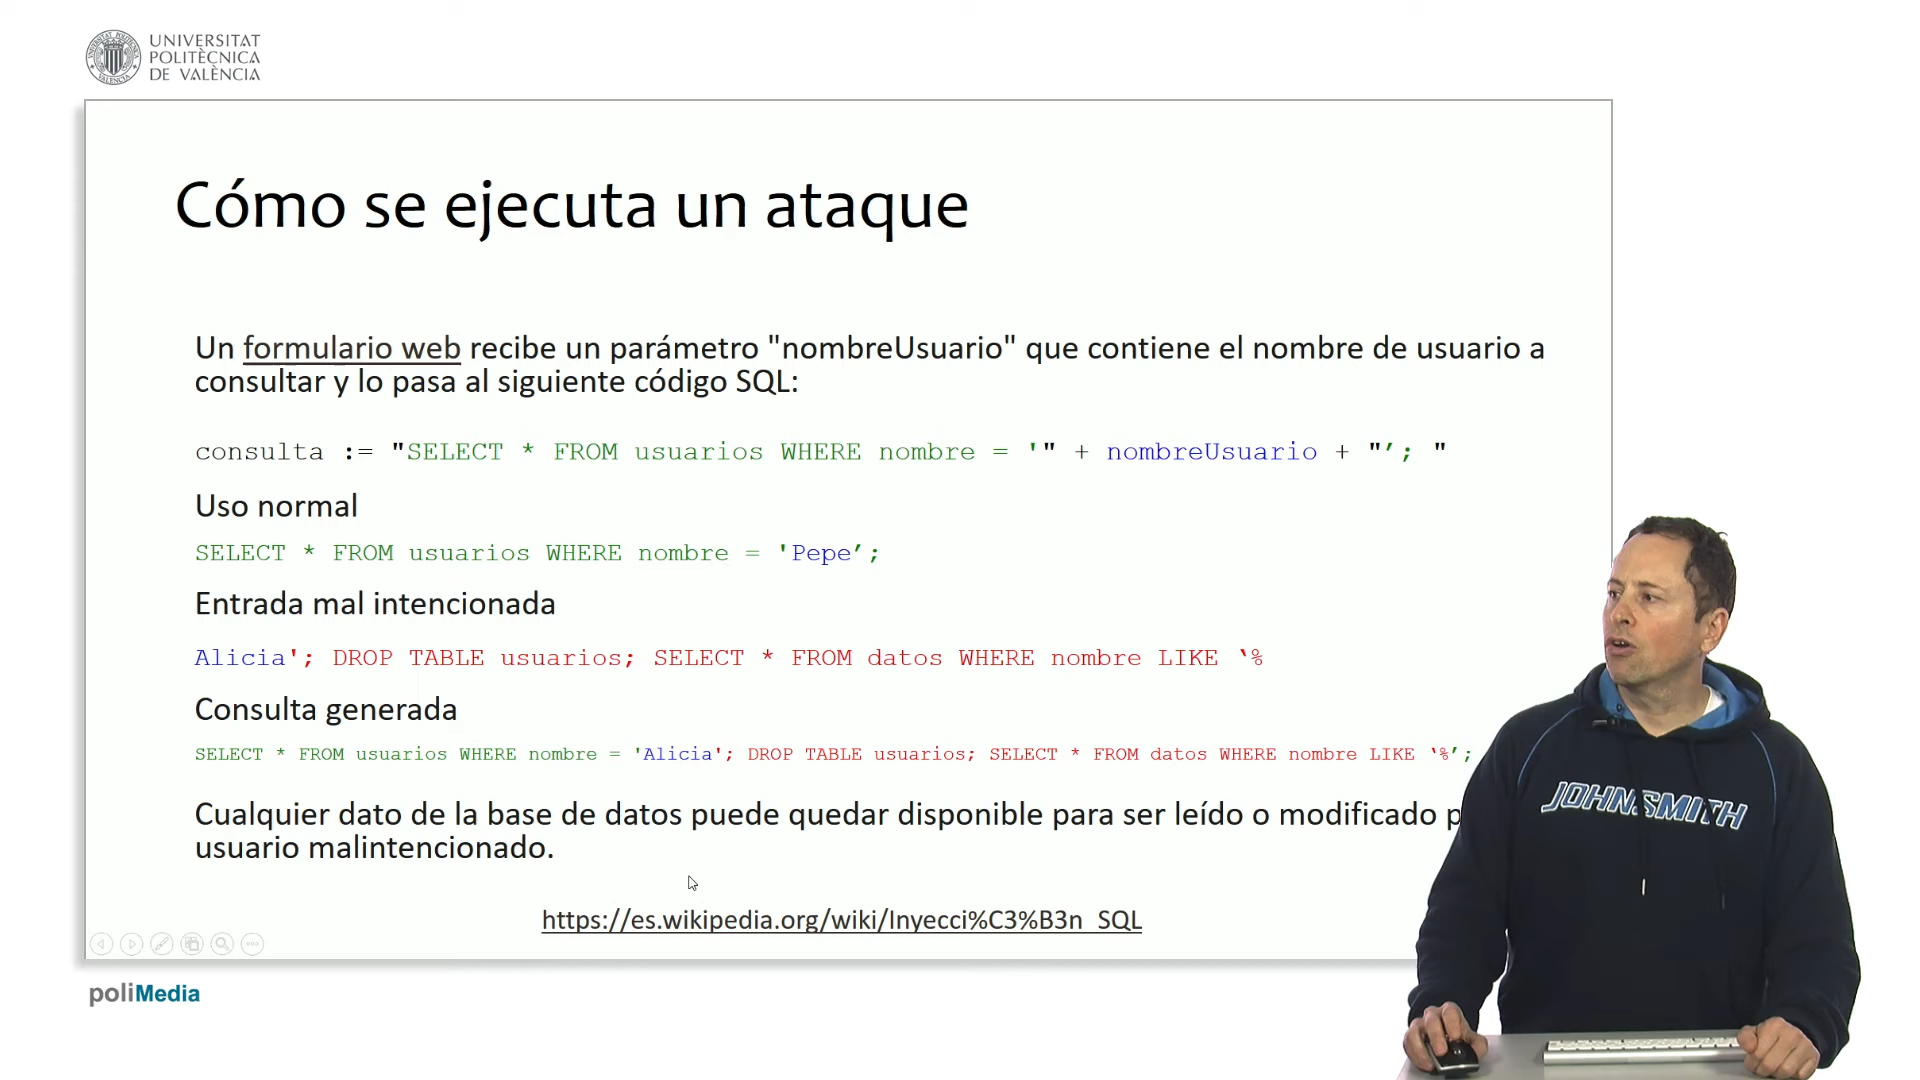 UNIVERSITAT
POLITÈCNICA
DE VALÈNCIA
Cómo se ejecuta un ataque
Un formulario web recibe un parámetro "nombreUsuario" que contiene el nombre de usuario a
consultar y lo pasa al siguiente código SQL:
consulta := "SELECT * FROM usuarios WHERE nombre = '" + nombreUsuario + "’; "
Uso normal
SELECT * FROM usuarios WHERE nombre = 'Pepe’;
Entrada mal intencionada
Alicia'; DROP TABLE usuarios; SELECT * FROM datos WHERE nombre LIKE ‘%
Consulta generada
SELECT * FROM usuarios WHERE nombre = 'Alicia'; DROP TABLE usuarios; SELECT * FROM datos WHERE nombre LIKE ‘%’;
Cualquier dato de la base de datos puede quedar disponible para ser leído o modificado
usuario malintencionado.
https://es.wikipedia.org/wiki/Inyecci%C3%B3n_SQL
JOHN SMITH
poliMedia